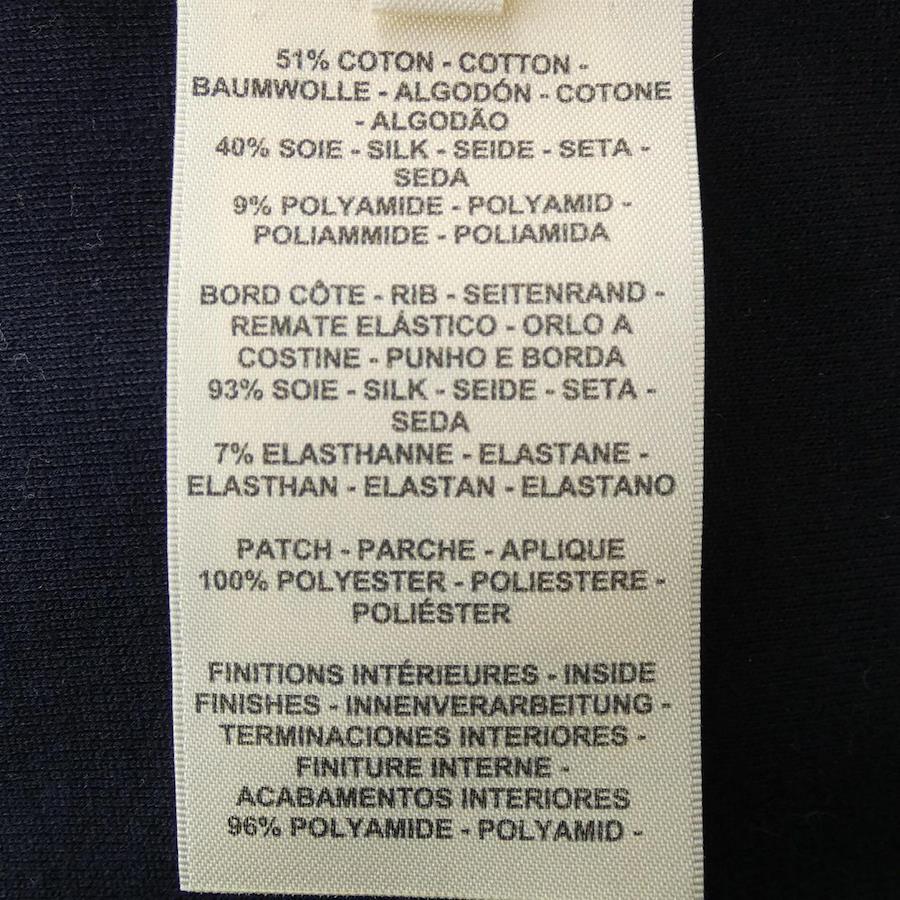 51% COTON - COTTON -
BAUMWOLLE - ALGODÓN - COTONE
- ALGODÃO
40% SOIE - SILK - SEIDE - SETA -
SEDA
9% POLYAMIDE - POLYAMID -
POLIAMMIDE - POLIAMIDA
BORD CÔTE - RIB - SEITENRAND -
REMATE ELÁSTICO - ORLO A
COSTINE - PUNHO E BORDA
93% SOIE - SILK - SEIDE - SETA -
SEDA
7% ELASTHANNE - ELASTANE -
ELASTHAN - ELASTAN - ELASTANO
PATCH - PARCHE - APLIQUE
100% POLYESTER - POLIESTERE -
POLIÉSTER
FINITIONS INTÉRIEURES - INSIDE
FINISHES - INNENVERARBEITUNG -
TERMINACIONES INTERIORES -
FINITURE INTERNE -
ACABAMENTOS INTERIORES
96% POLYAMIDE - POLYAMID -